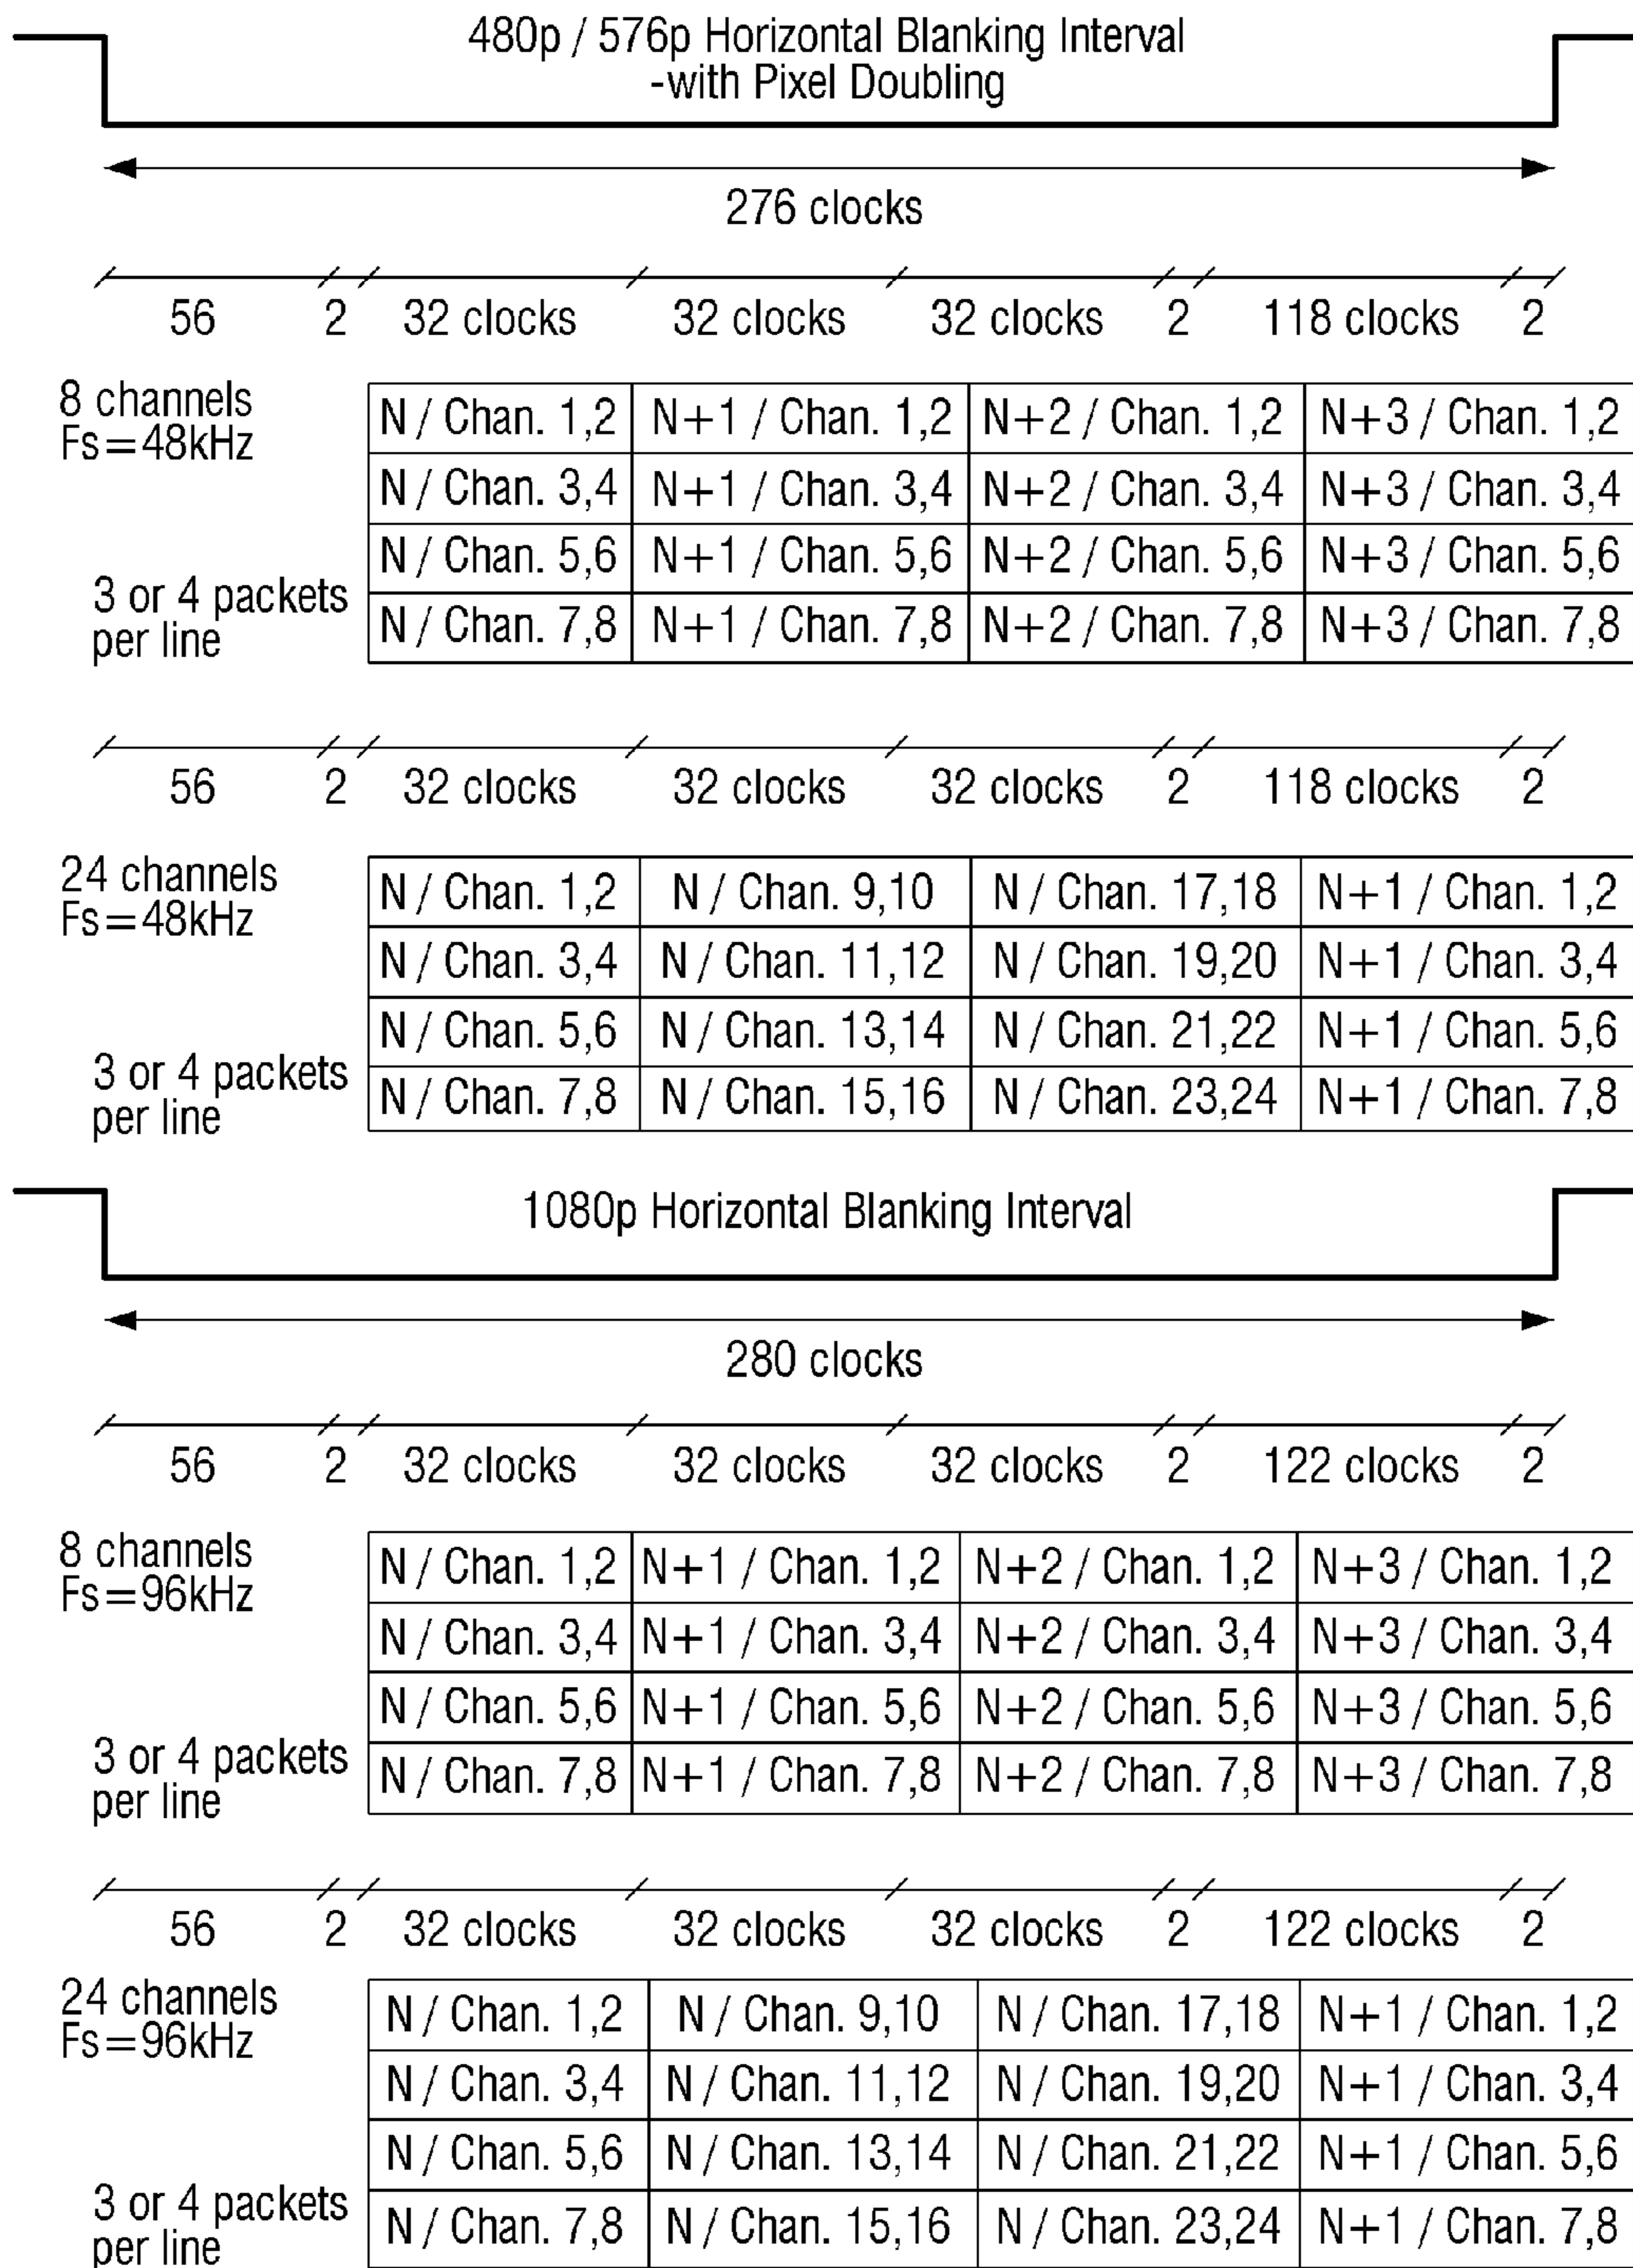 480p / 576p Horizontal Blanking Interval
-with Pixel Doubling
276 clocks
56 2 32 clocks 32 clocks 32 clocks 2 118 clocks 2
8 channels
Fs=48kHz
3 or 4 packets
per line
N / Chan. 1,2 N+1 / Chan. 1,2 N+2 / Chan. 1,2 N+3 / Chan. 1,2
N / Chan. 3,4 N+1 / Chan. 3,4 N+2 / Chan. 3,4 N+3 / Chan. 3,4
N / Chan. 5,6 N+1 / Chan. 5,6 N+2 / Chan. 5,6 N+3 / Chan. 5,6
N / Chan. 7,8 N+1 / Chan. 7,8 N+2 / Chan. 7,8 N+3 / Chan. 7,8
56 2 32 clocks 32 clocks 32 clocks 2 118 clocks 2
24 channels
Fs=48kHz
3 or 4 packets
per line
N / Chan. 1,2 N / Chan. 9,10 N / Chan. 17,18 N+1 / Chan. 1,2
N / Chan. 3,4 N / Chan. 11,12 N / Chan. 19,20 N+1 / Chan. 3,4
N / Chan. 5,6 N / Chan. 13,14 N / Chan. 21,22 N+1 / Chan. 5,6
N / Chan. 7,8 N / Chan. 15,16 N / Chan. 23,24 N+1 / Chan. 7,8
1080p Horizontal Blanking Interval
280 clocks
56 2 32 clocks 32 clocks 32 clocks 2 122 clocks 2
8 channels
Fs=96kHz
3 or 4 packets
per line
N / Chan. 1,2 N+1 / Chan. 1,2 N+2 / Chan. 1,2 N+3 / Chan. 1,2
N / Chan. 3,4 N+1 / Chan. 3,4 N+2 / Chan. 3,4 N+3 / Chan. 3,4
N / Chan. 5,6 N+1 / Chan. 5,6 N+2 / Chan. 5,6 N+3 / Chan. 5,6
N / Chan. 7,8 N+1 / Chan. 7,8 N+2 / Chan. 7,8 N+3 / Chan. 7,8
56 2 32 clocks 32 clocks 32 clocks 2 122 clocks 2
24 channels
Fs=96kHz
3 or 4 packets
per line
N / Chan. 1,2 N / Chan. 9,10 N / Chan. 17,18 N+1 / Chan. 1,2
N / Chan. 3,4 N / Chan. 11,12 N / Chan. 19,20 N+1 / Chan. 3,4
N / Chan. 5,6 N / Chan. 13,14 N / Chan. 21,22 N+1 / Chan. 5,6
N / Chan. 7,8 N / Chan. 15,16 N / Chan. 23,24 N+1 / Chan. 7,8